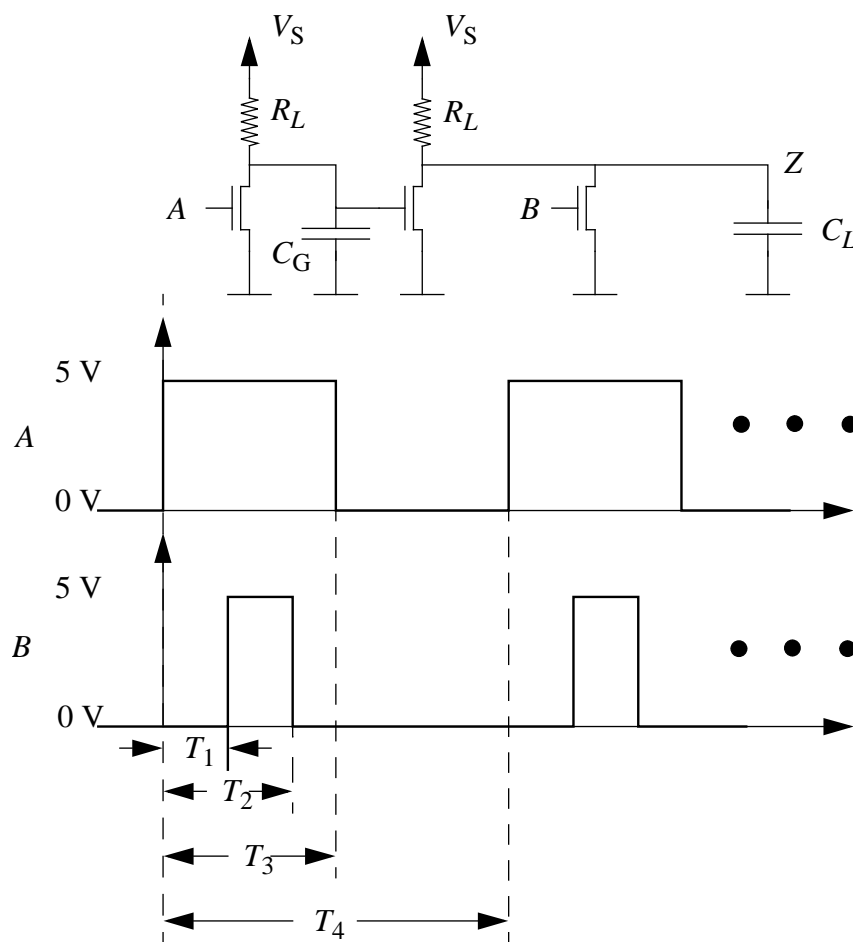 V_S V_S
R_L R_L
A B Z
C_G C_L
5 V
A
0 V
5 V
B
0 V
T_1
T_2
T_3
T_4